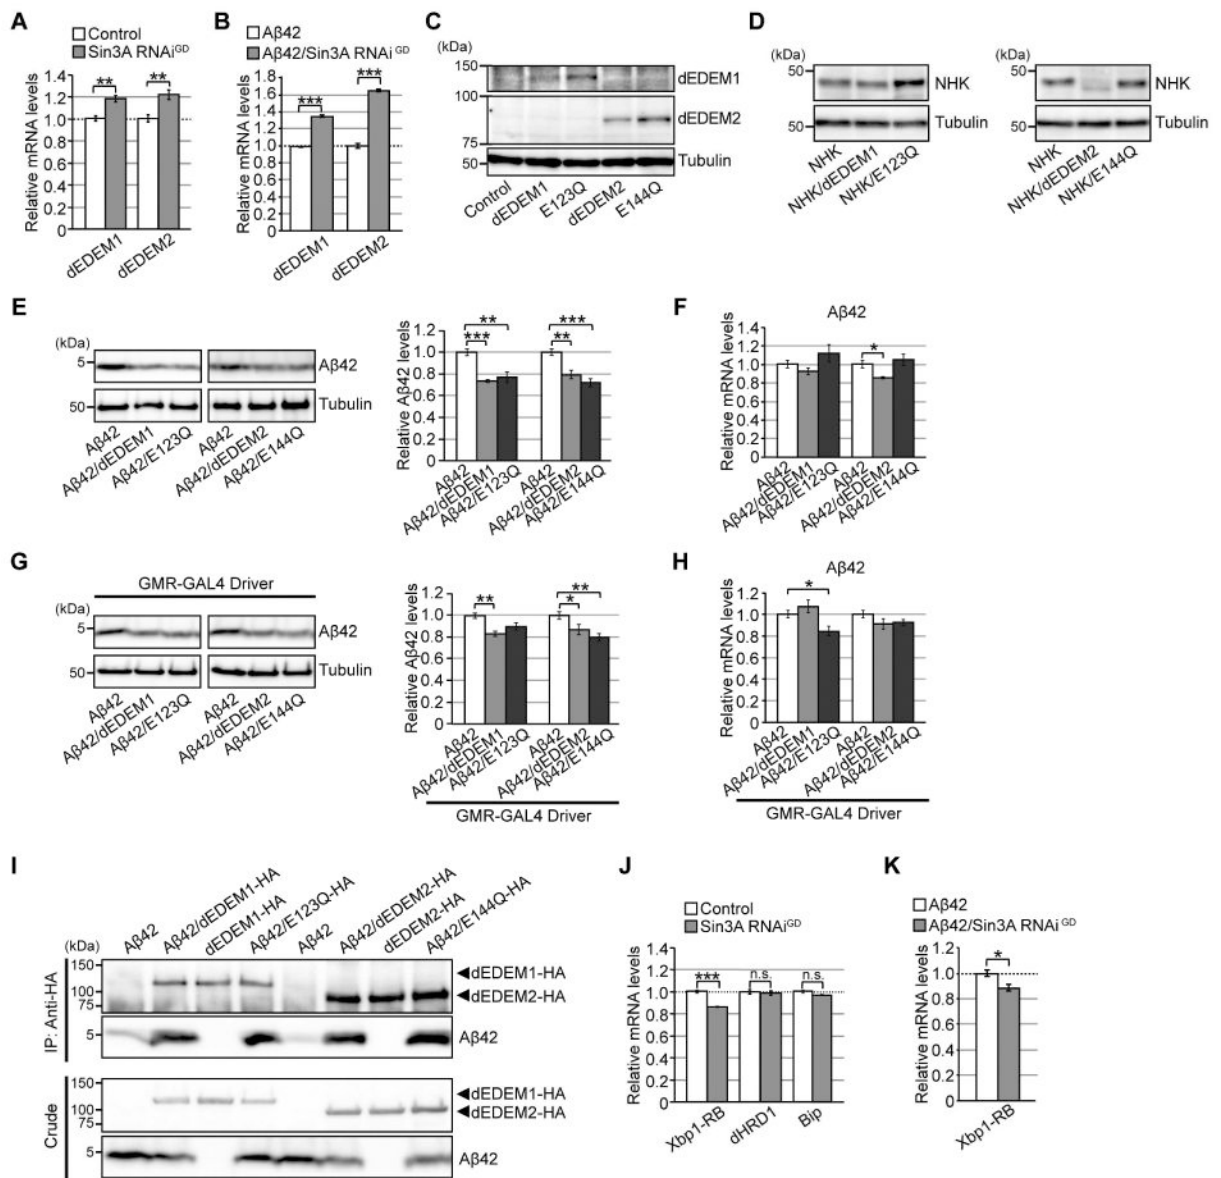 A
Control
Sin3A RNAi^GD
** **
Relative mRNA levels
1.4
1.2
1.0
0.8
0.6
0.4
0.2
0
dEDEM1
dEDEM2
B
Aβ42
Aβ42/Sin3A RNAi^GD
***
***
Relative mRNA levels
1.8
1.6
1.4
1.2
1.0
0.8
0.6
0.4
0.2
0
dEDEM1
dEDEM2
C
(kDa)
150
dEDEM1
100
dEDEM2
75
50
Tubulin
Control
dEDEM1
E123Q
dEDEM2
E144Q
D
(kDa)
50
NHK
50
Tubulin
NHK
NHK/dEDEM1
NHK/E123Q
50
NHK
50
Tubulin
NHK
NHK/dEDEM2
NHK/E144Q
E
(kDa)
5
Aβ42
50
Tubulin
Aβ42
Aβ42/dEDEM1
Aβ42/E123Q
Aβ42
Aβ42/dEDEM2
Aβ42/E144Q
Relative Aβ42 levels
1.2
1.0
0.8
0.6
0.4
0.2
0
** ***
*** **
Aβ42
Aβ42/dEDEM1
Aβ42/E123Q
Aβ42
Aβ42/dEDEM2
Aβ42/E144Q
F
Aβ42
Relative mRNA levels
1.4
1.2
1.0
0.8
0.6
0.4
0.2
0
*
Aβ42
Aβ42/dEDEM1
Aβ42/E123Q
Aβ42
Aβ42/dEDEM2
Aβ42/E144Q
G
GMR-GAL4 Driver
(kDa)
5
Aβ42
50
Tubulin
Aβ42
Aβ42/dEDEM1
Aβ42/E123Q
Aβ42
Aβ42/dEDEM2
Aβ42/E144Q
Relative Aβ42 levels
1.2
1.0
0.8
0.6
0.4
0.2
0
**
** *
Aβ42
Aβ42/dEDEM1
Aβ42/E123Q
Aβ42
Aβ42/dEDEM2
Aβ42/E144Q
GMR-GAL4 Driver
H
Aβ42
Relative mRNA levels
1.2
1.0
0.8
0.6
0.4
0.2
0
*
Aβ42
Aβ42/dEDEM1
Aβ42/E123Q
Aβ42
Aβ42/dEDEM2
Aβ42/E144Q
GMR-GAL4 Driver
I
Aβ42
Aβ42/dEDEM1-HA
dEDEM1-HA
Aβ42/E123Q-HA
Aβ42
Aβ42/dEDEM2-HA
dEDEM2-HA
Aβ42/E144Q-HA
(kDa)
IP: Anti-HA
150
100
75
dEDEM1-HA
dEDEM2-HA
5
Aβ42
Crude
150
100
75
dEDEM1-HA
dEDEM2-HA
5
Aβ42
J
Control
Sin3A RNAi^GD
Relative mRNA levels
1.4
1.2
1.0
0.8
0.6
0.4
0.2
0
*** n.s. n.s.
Xbp1-RB
dHRD1
Bip
K
Aβ42
Aβ42/Sin3A RNAi^GD
Relative mRNA levels
1.2
1.0
0.8
0.6
0.4
0.2
0
*
Xbp1-RB